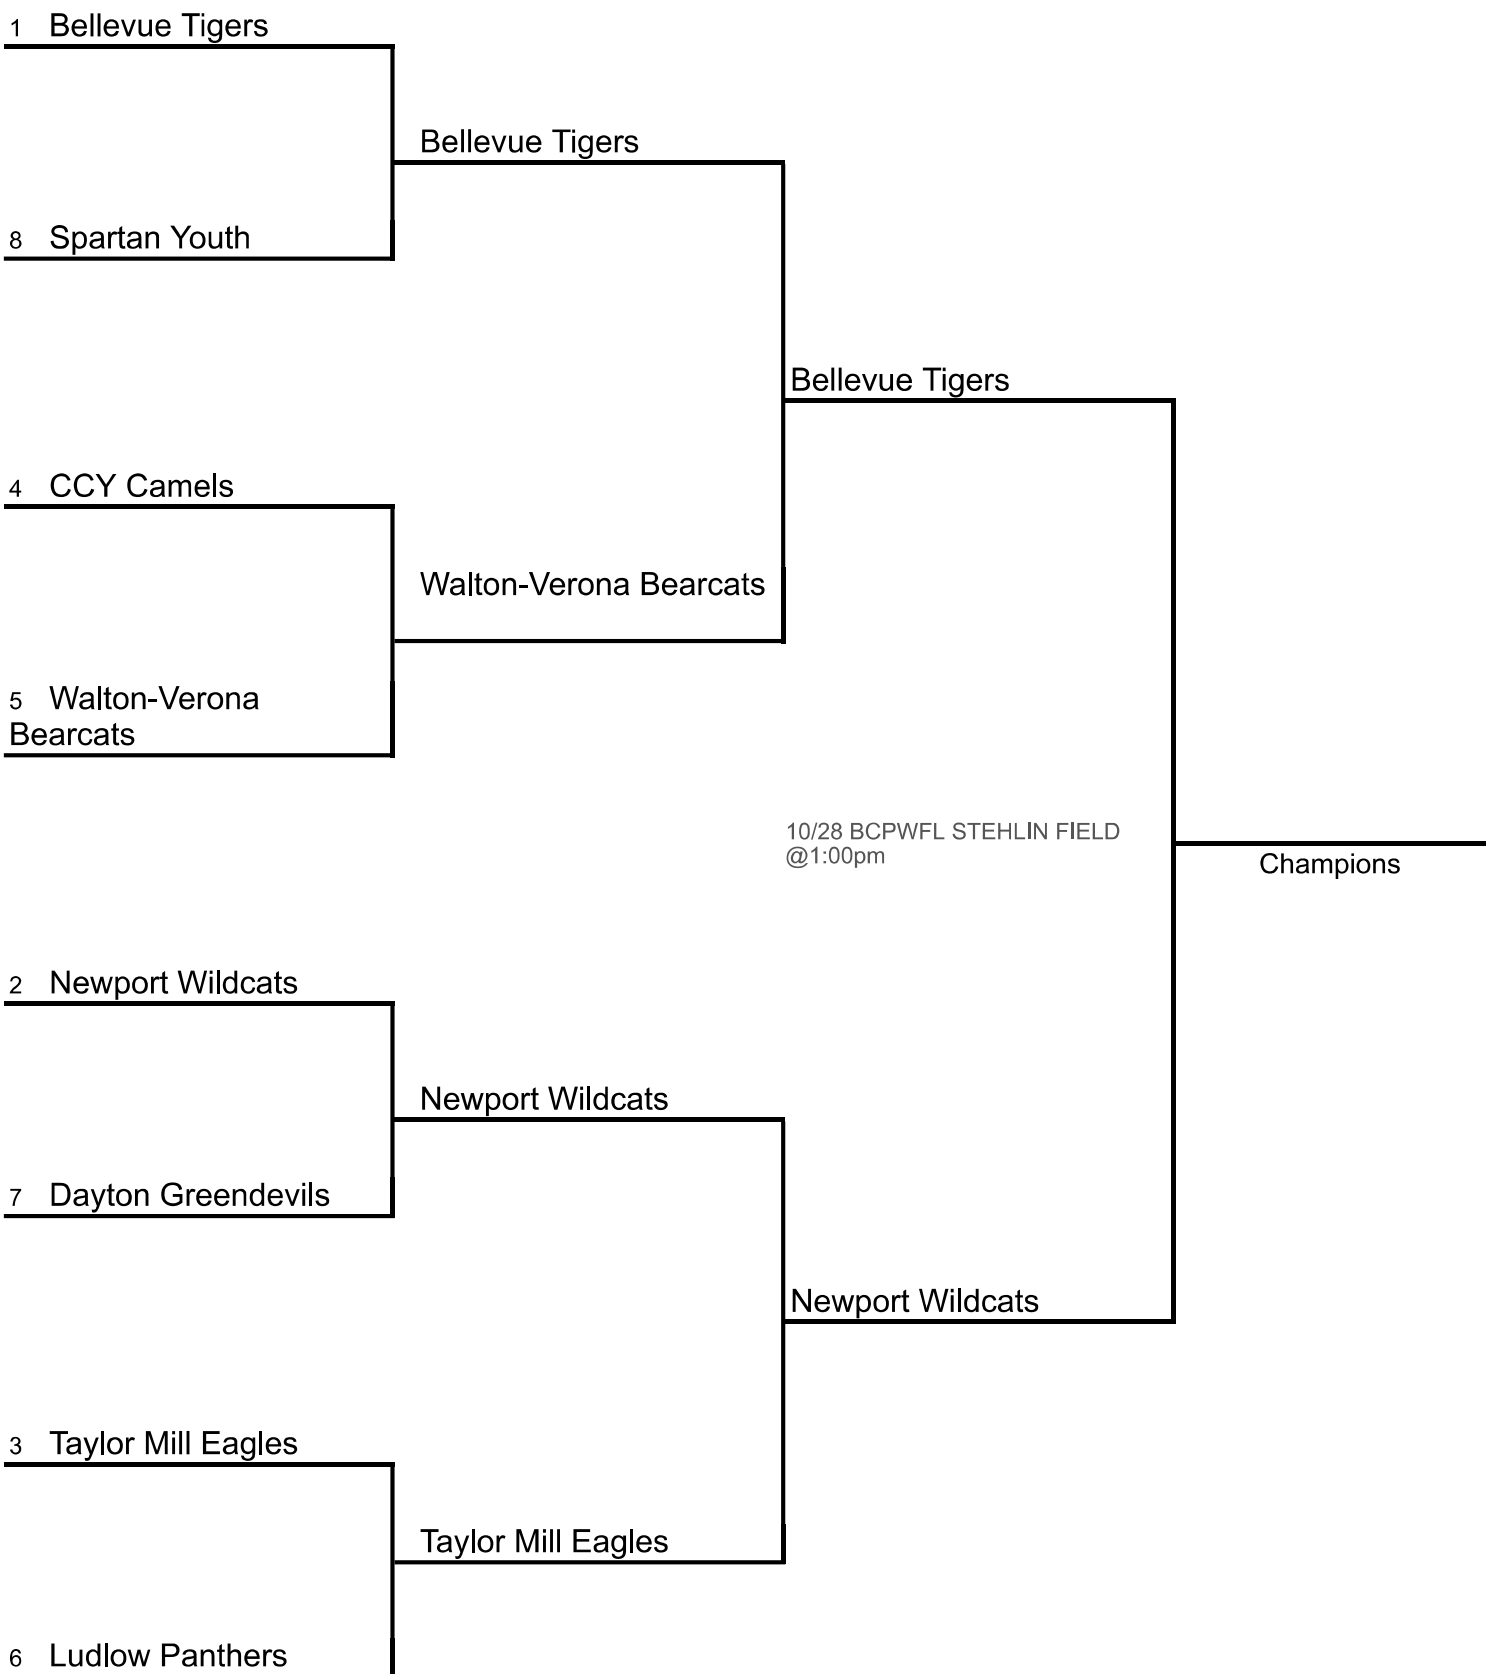 1 Bellevue Tigers
Bellevue Tigers
8 Spartan Youth
Bellevue Tigers
4 CCY Camels
Walton-Verona Bearcats
5 Walton-Verona
Bearcats
10/28 BCPWFL STEHLIN FIELD
@1:00pm
Champions
2 Newport Wildcats
Newport Wildcats
7 Dayton Greendevils
Newport Wildcats
3 Taylor Mill Eagles
Taylor Mill Eagles
6 Ludlow Panthers